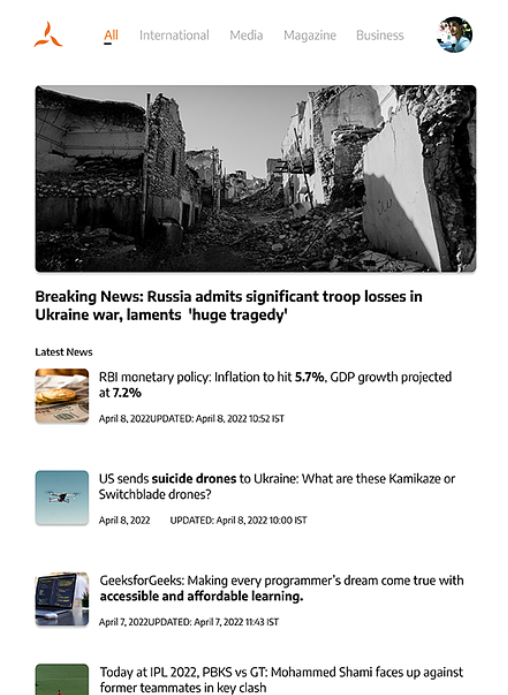 All International Media Magazine Business
Breaking News: Russia admits significant troop losses in
Ukraine war, laments 'huge tragedy'
Latest News
RBI monetary policy: Inflation to hit 5.7%, GDP growth projected
at 7.2%
April 8, 2022UPDATED: April 8, 2022 10:52 IST
US sends suicide drones to Ukraine: What are these Kamikaze or
Switchblade drones?
April 8, 2022 UPDATED: April 8, 2022 10:00 IST
GeeksforGeeks: Making every programmer's dream come true with
accessible and affordable learning.
April 7, 2022UPDATED: April 7, 2022 11:43 IST
Today at IPL 2022, PBKS vs GT: Mohammed Shami faces up against
former teammates in key clash